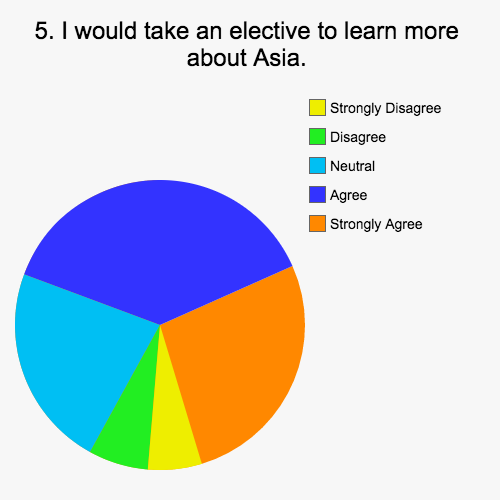 5. I would take an elective to learn more
about Asia.
Strongly Disagree
Disagree
Neutral
Agree
Strongly Agree